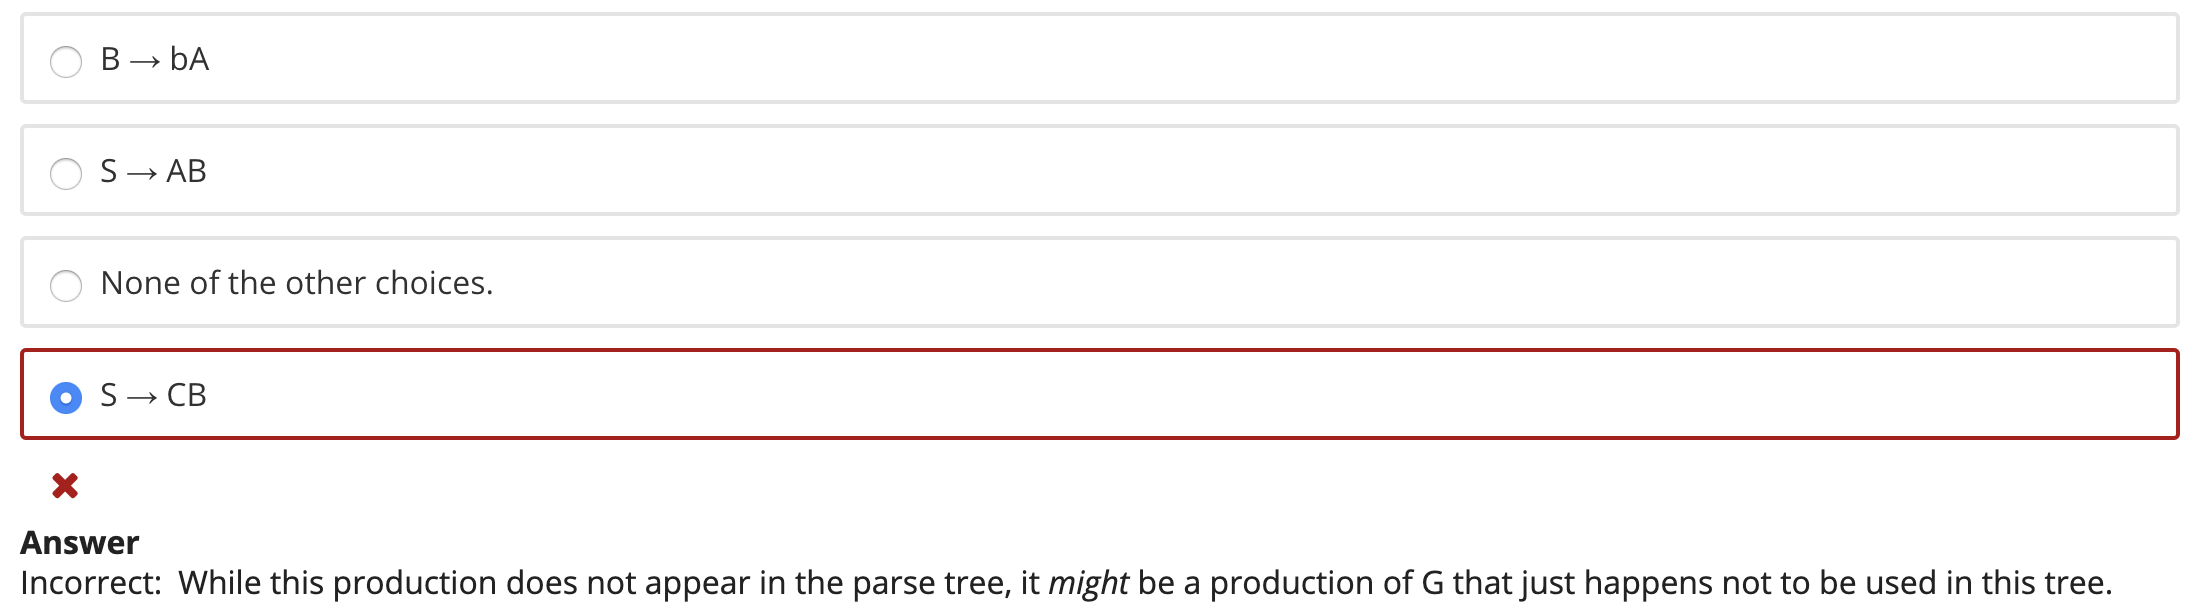 B → bA
S → AB
None of the other choices.
S → CB
Answer
Incorrect:  While this production does not appear in the parse tree, it might be a production of G that just happens not to be used in this tree.